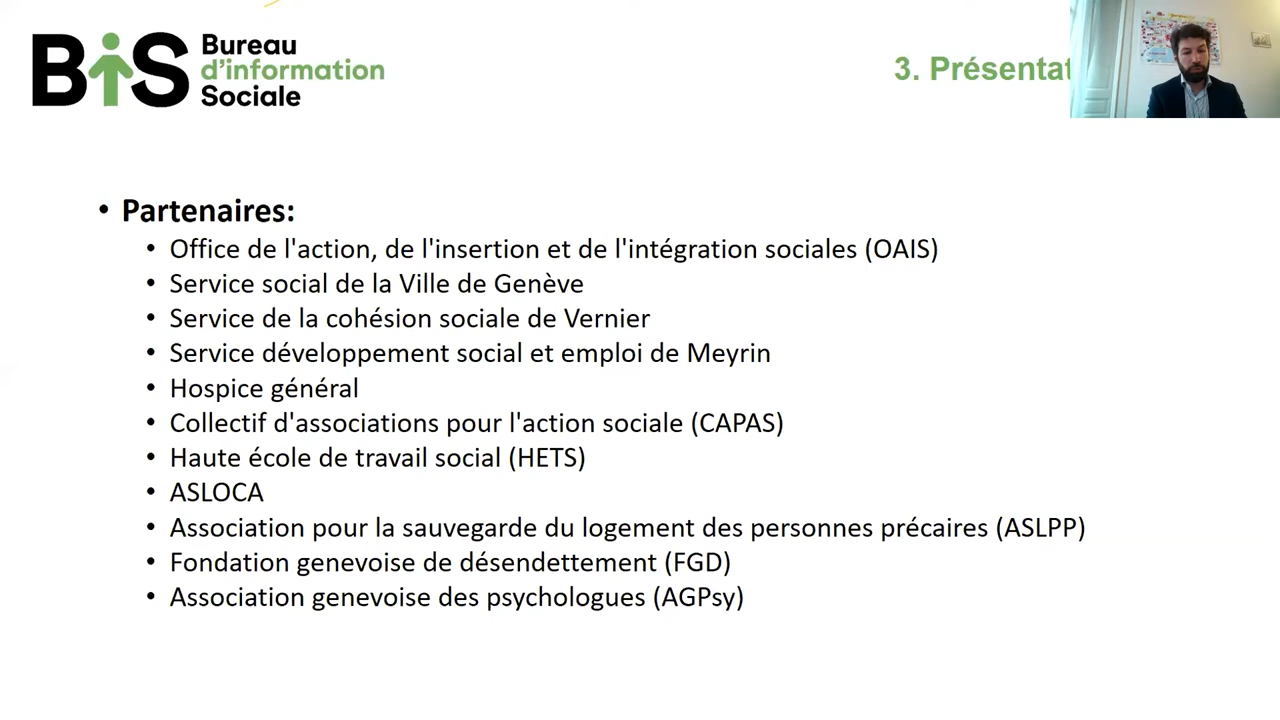 BiS
Bureau
d'information
Sociale
3. Présentat
• Partenaires:
• Office de l'action, de l'insertion et de l'intégration sociales (OAIS)
• Service social de la Ville de Genève
• Service de la cohésion sociale de Vernier
• Service développement social et emploi de Meyrin
• Hospice général
• Collectif d'associations pour l'action sociale (CAPAS)
• Haute école de travail social (HETS)
• ASLOCA
• Association pour la sauvegarde du logement des personnes précaires (ASLPP)
• Fondation genevoise de désendettement (FGD)
• Association genevoise des psychologues (AGPsy)